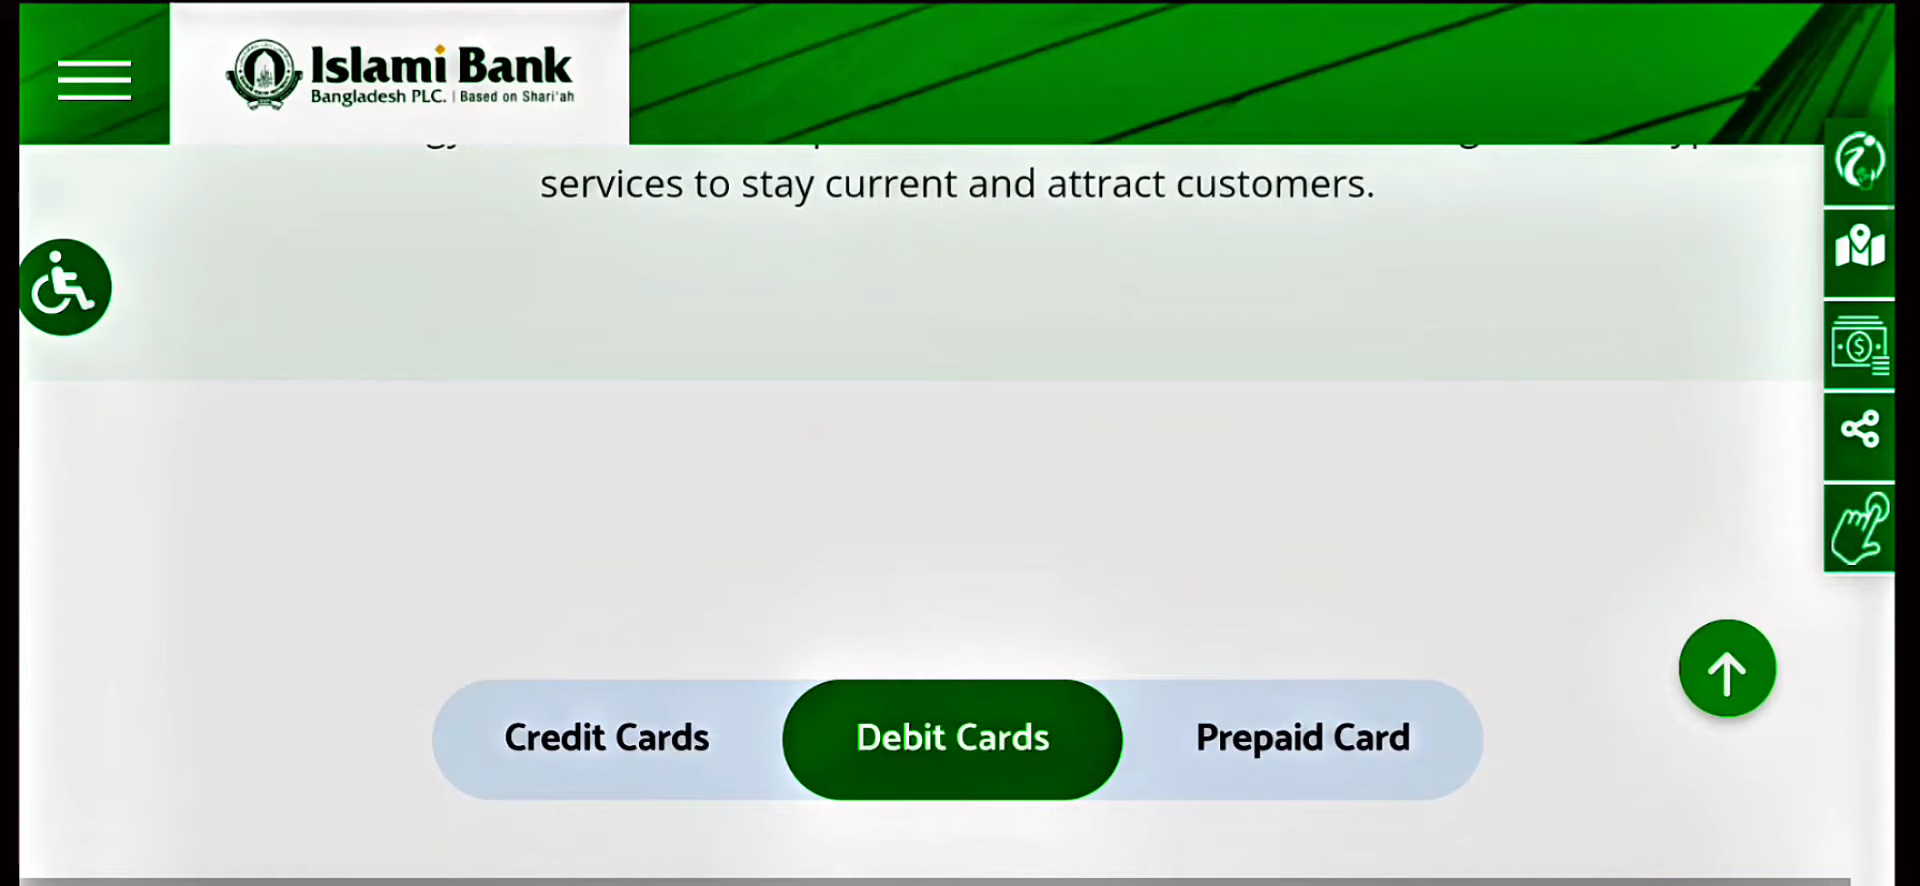 Islami Bank
Bangladesh PLC. | Based on Shari'ah
services to stay current and attract customers.
Credit Cards
Debit Cards
Prepaid Card